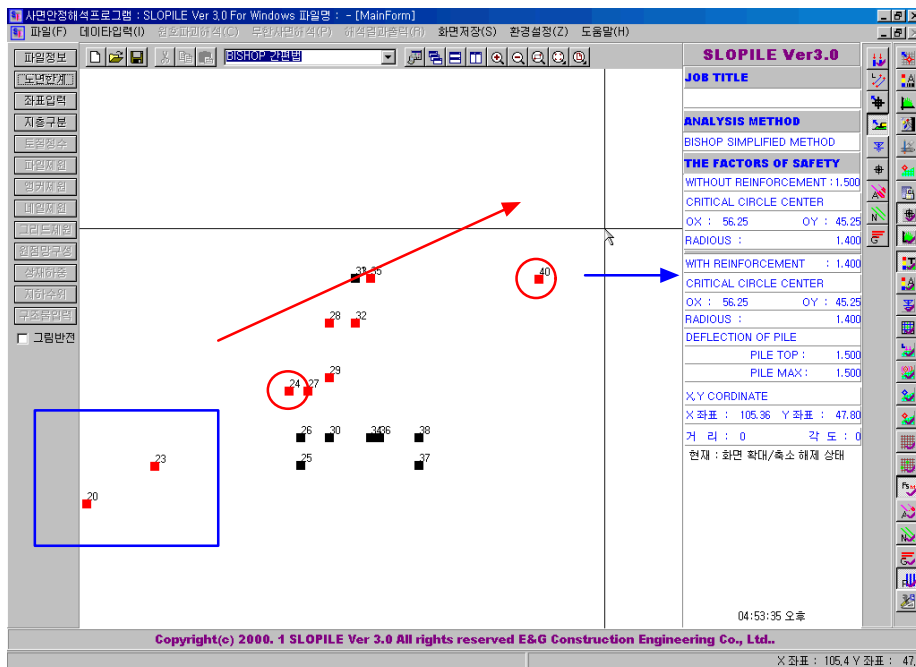 사면안정해석프로그램 : SLOPILE Ver 3.0 For Windows 파일명 : - [MainForm]
파일(F) 데이타입력(I) 원호파괴해석(C) 무한사면해석(P) 해석결과출력(R) 화면저장(S) 환경설정(Z) 도움말(H)
파일정보
BISHOP 간편법
도면한계
좌표입력
지층구분
토질정수
파일제원
앵커제원
네일제원
그리드제원
원점망구성
상재하중
지하수위
구조물입력
그림반전
35
40
28
32
29
24
27
26
30
34
36
38
25
37
23
20
SLOPILE Ver3.0
JOB TITLE
ANALYSIS METHOD
BISHOP SIMPLIFIED METHOD
THE FACTORS OF SAFETY
WITHOUT REINFORCEMENT : 1.500
CRITICAL CIRCLE CENTER
OX : 56.25 OY : 45.25
RADIOUS : 1.400
WITH REINFORCEMENT : 1.400
CRITICAL CIRCLE CENTER
OX : 56.25 OY : 45.25
RADIOUS : 1.400
DEFLECTION OF PILE
PILE TOP : 1.500
PILE MAX : 1.500
X,Y CORDINATE
X 좌표 : 105.36 Y 좌표 : 47.80
거 리 : 0 각 도 : 0
현재 : 화면 확대/축소 해제 상태
04:53:35 오후
Copyright(c) 2000. 1 SLOPILE Ver 3.0 All rights reserved E&G Construction Engineering Co., Ltd..
X 좌표 : 105.4 Y 좌표 : 47.